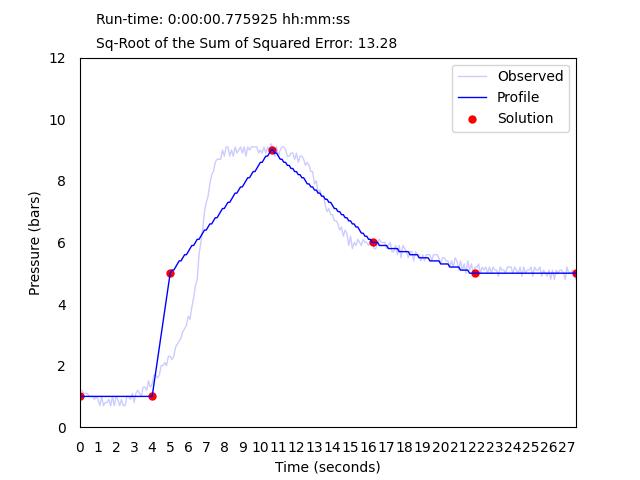 Run-time: 0:00:00.775925 hh:mm:ss
Sq-Root of the Sum of Squared Error: 13.28
Observed
Profile
Solution
12
10
8
6
4
2
0
Pressure (bars)
0 1 2 3 4 5 6 7 8 9 10 11 12 13 14 15 16 17 18 19 20 21 22 23 24 25 26 27
Time (seconds)